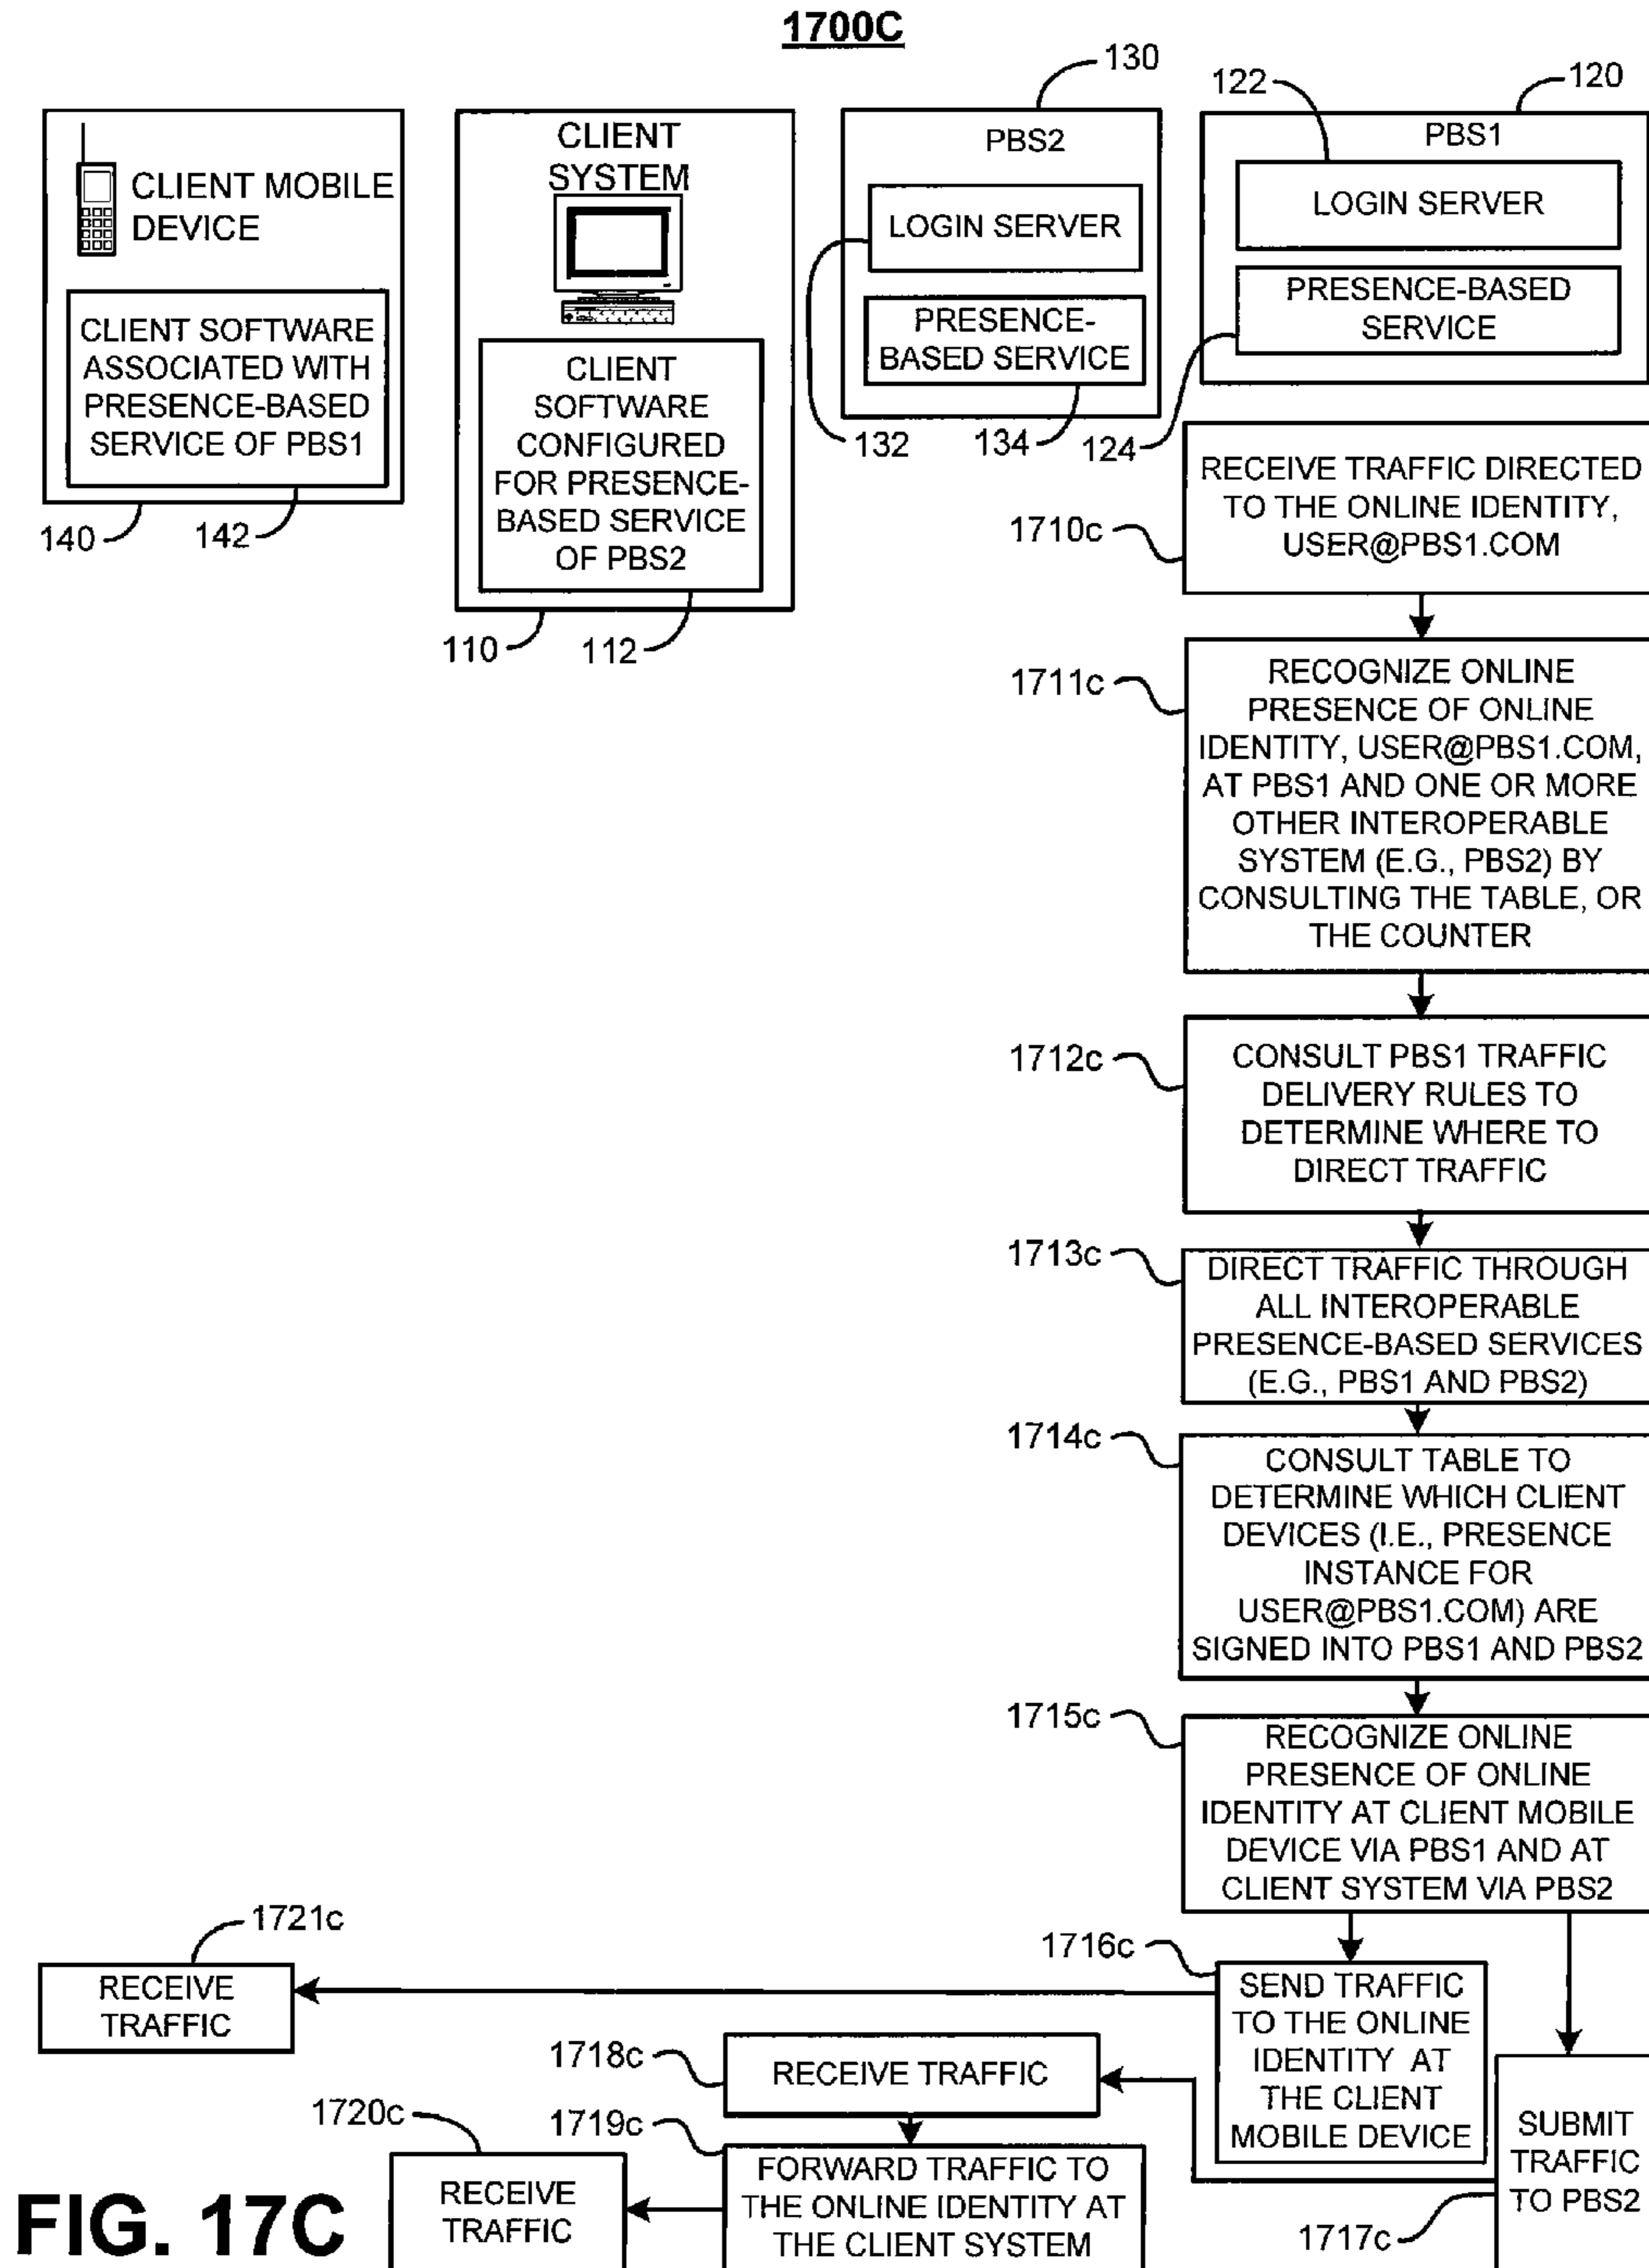 1700C
CLIENT MOBILE
DEVICE
CLIENT SOFTWARE
ASSOCIATED WITH
PRESENCE-BASED
SERVICE OF PBS1
140
142
CLIENT
SYSTEM
CLIENT
SOFTWARE
CONFIGURED
FOR PRESENCE-
BASED SERVICE
OF PBS2
110
112
130
PBS2
LOGIN SERVER
PRESENCE-
BASED SERVICE
132
134
122
120
PBS1
LOGIN SERVER
PRESENCE-BASED
SERVICE
124
1710c
RECEIVE TRAFFIC DIRECTED
TO THE ONLINE IDENTITY,
USER@PBS1.COM
1711c
RECOGNIZE ONLINE
PRESENCE OF ONLINE
IDENTITY, USER@PBS1.COM,
AT PBS1 AND ONE OR MORE
OTHER INTEROPERABLE
SYSTEM (E.G., PBS2) BY
CONSULTING THE TABLE, OR
THE COUNTER
1712c
CONSULT PBS1 TRAFFIC
DELIVERY RULES TO
DETERMINE WHERE TO
DIRECT TRAFFIC
1713c
DIRECT TRAFFIC THROUGH
ALL INTEROPERABLE
PRESENCE-BASED SERVICES
(E.G., PBS1 AND PBS2)
1714c
CONSULT TABLE TO
DETERMINE WHICH CLIENT
DEVICES (I.E., PRESENCE
INSTANCE FOR
USER@PBS1.COM) ARE
SIGNED INTO PBS1 AND PBS2
1715c
RECOGNIZE ONLINE
PRESENCE OF ONLINE
IDENTITY AT CLIENT MOBILE
DEVICE VIA PBS1 AND AT
CLIENT SYSTEM VIA PBS2
1716c
SEND TRAFFIC
TO THE ONLINE
IDENTITY AT
THE CLIENT
MOBILE DEVICE
1721c
RECEIVE
TRAFFIC
SUBMIT
TRAFFIC
TO PBS2
1717c
1718c
RECEIVE TRAFFIC
1719c
FORWARD TRAFFIC TO
THE ONLINE IDENTITY AT
THE CLIENT SYSTEM
1720c
RECEIVE
TRAFFIC
FIG. 17C